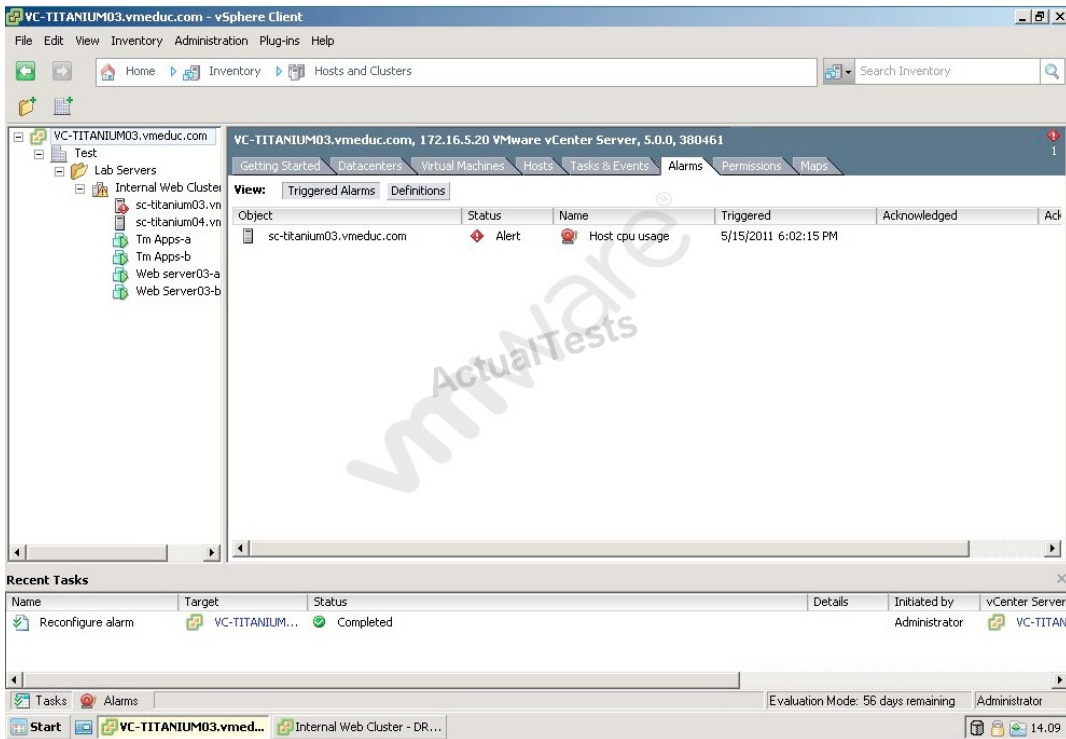 VC-TITANIUM03.vmeduc.com - vSphere Client
File Edit View Inventory Administration Plug-ins Help
Home Inventory Hosts and Clusters Search Inventory
VC-TITANIUM03.vmeduc.com
Test
Lab Servers
Internal Web Cluster
sc-titanium03.vn
sc-titanium04.vn
Tm Apps-a
Tm Apps-b
Web server03-a
Web Server03-b
VC-TITANIUM03.vmeduc.com, 172.16.5.20 VMware vCenter Server, 5.0.0, 380461
1
Getting Started Datacenters Virtual Machines Hosts Tasks & Events Alarms Permissions Maps
View: Triggered Alarms Definitions
Object Status Name Triggered Acknowledged Ack
sc-titanium03.vmeduc.com Alert Host cpu usage 5/15/2011 6:02:15 PM
vmware®
ActualTests
Recent Tasks
Name Target Status Details Initiated by vCenter Server
Reconfigure alarm VC-TITANIUM... Completed Administrator VC-TITAN
Tasks Alarms Evaluation Mode: 56 days remaining Administrator
Start VC-TITANIUM03.vmed... Internal Web Cluster - DR... 14.09